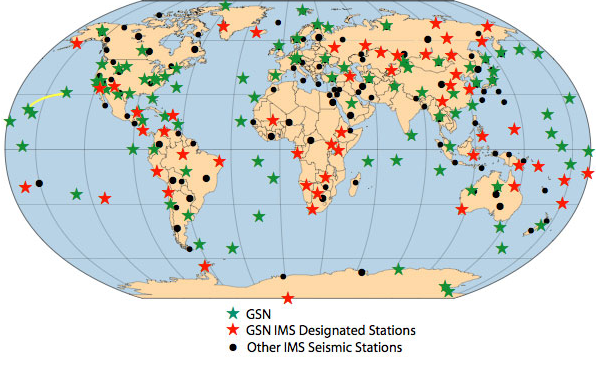 GSN
GSN IMS Designated Stations
Other IMS Seismic Stations